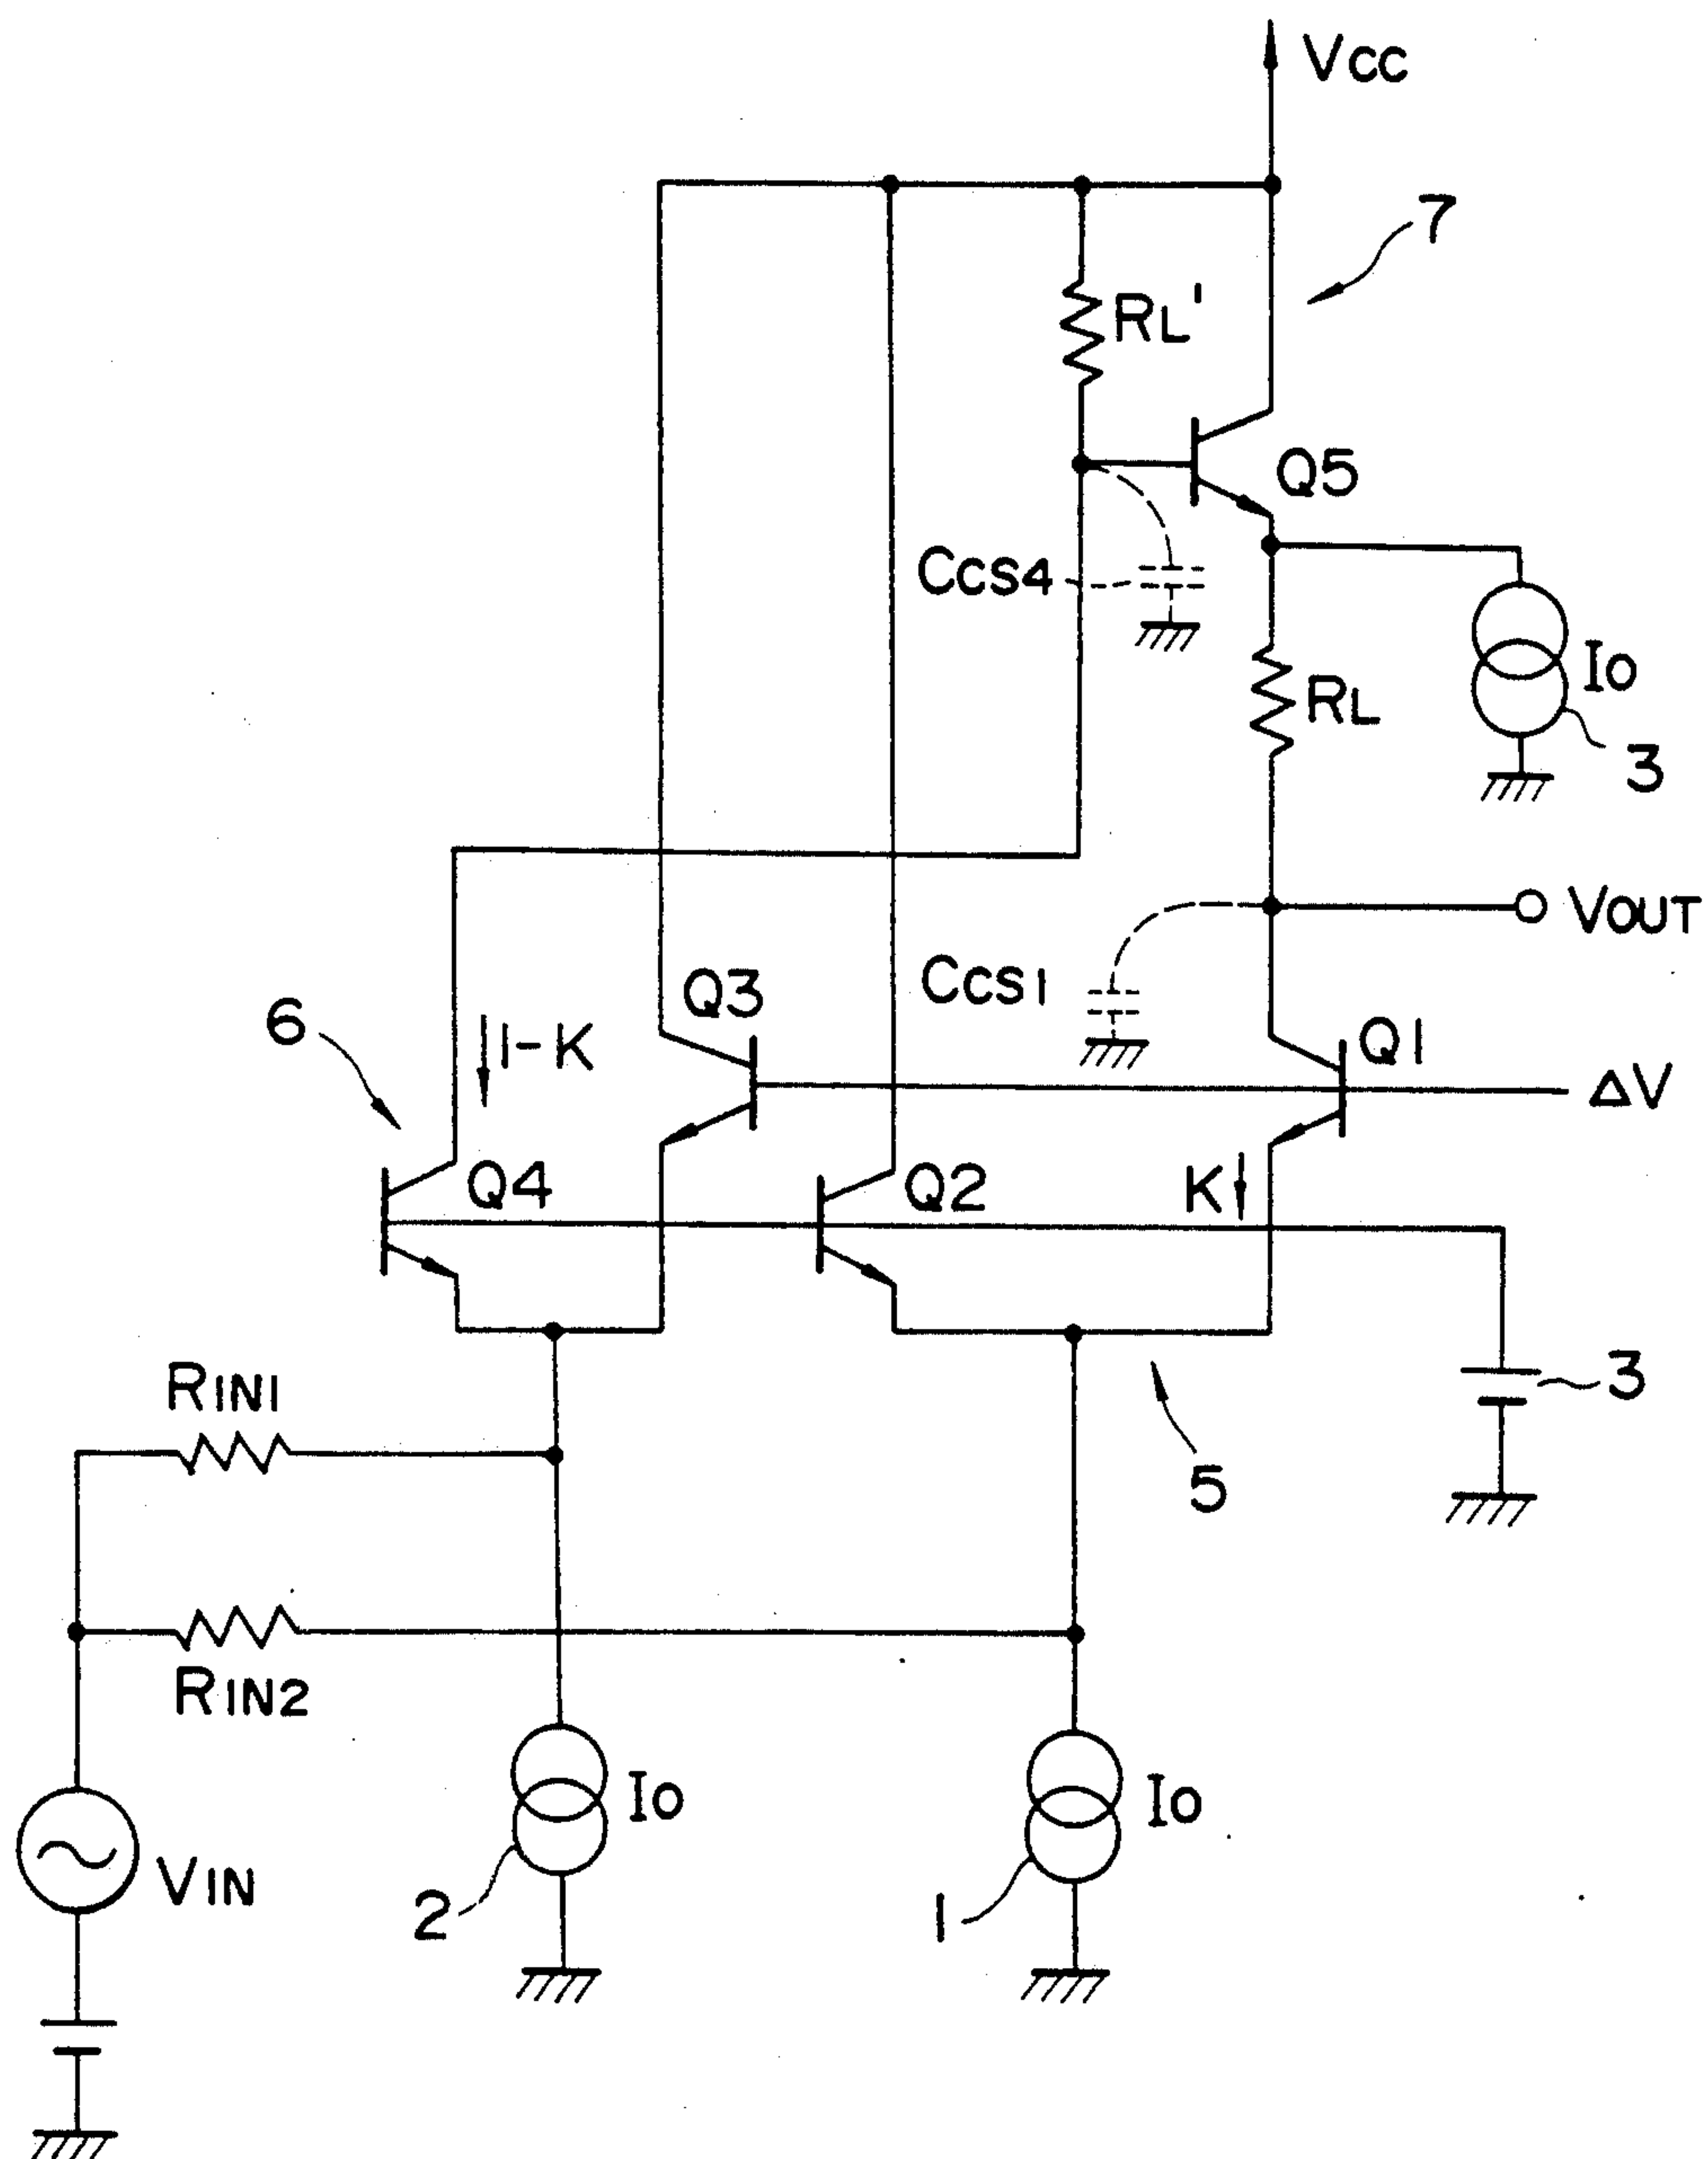 VCC
7
RL'
Q5
CCS4
IO
RL
3
VOUT
CCS1
Q3
6
1-K
Q1
ΔV
Q4
Q2
K
RIN1
3
5
RIN2
IO
IO
VIN
2
1